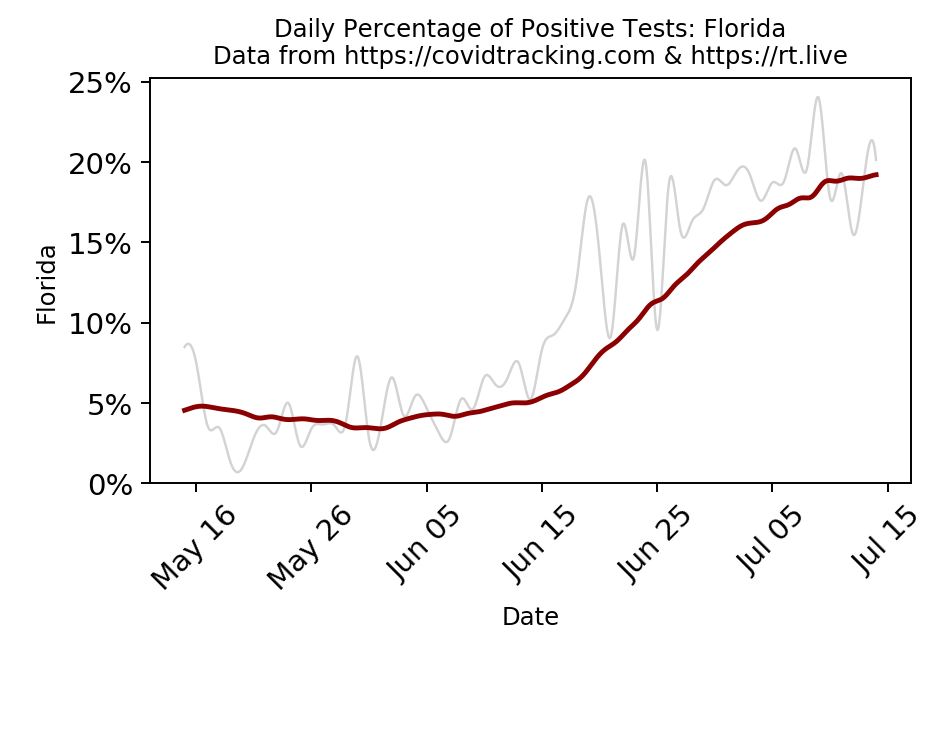 Daily Percentage of Positive Tests: Florida
Data from https://covidtracking.com & https://rt.live
25%
20%
15%
10%
5%
0%
Florida
May 16
May 26
Jun 05
Jun 15
Jun 25
Jul 05
Jul 15
Date